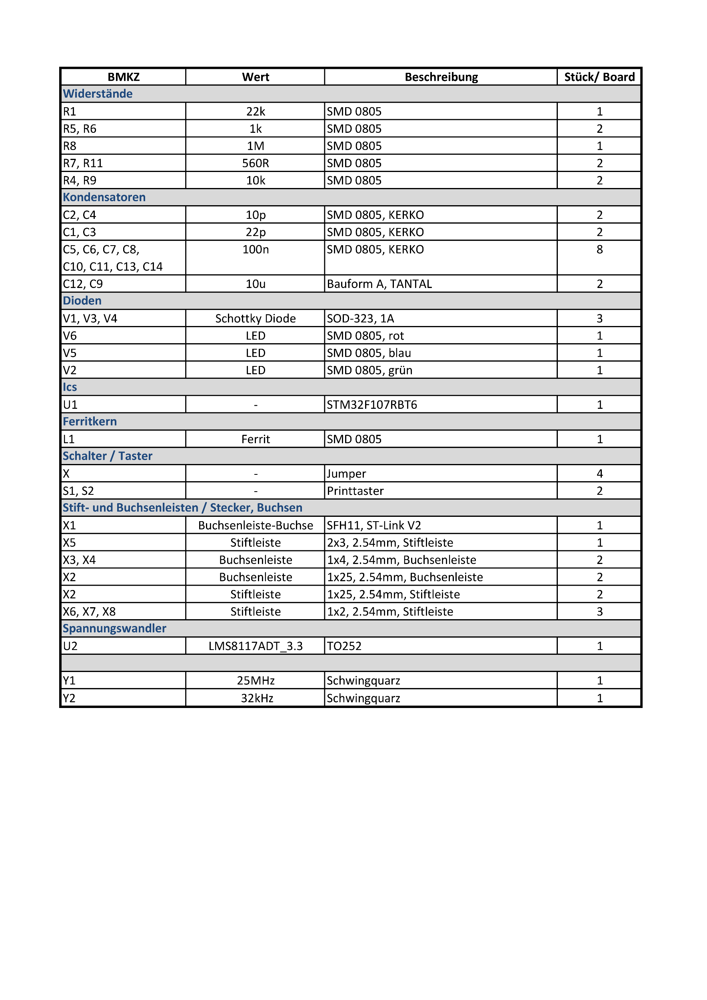 BMKZ Wert Beschreibung Stück/ Board
Widerstände
R1 22k SMD 0805 1
R5, R6 1k SMD 0805 2
R8 1M SMD 0805 1
R7, R11 560R SMD 0805 2
R4, R9 10k SMD 0805 2
Kondensatoren
C2, C4 10p SMD 0805, KERKO 2
C1, C3 22p SMD 0805, KERKO 2
C5, C6, C7, C8, 100n SMD 0805, KERKO 8
C10, C11, C13, C14
C12, C9 10u Bauform A, TANTAL 2
Dioden
V1, V3, V4 Schottky Diode SOD-323, 1A 3
V6 LED SMD 0805, rot 1
V5 LED SMD 0805, blau 1
V2 LED SMD 0805, grün 1
Ics
U1 - STM32F107RBT6 1
Ferritkern
L1 Ferrit SMD 0805 1
Schalter / Taster
X - Jumper 4
S1, S2 - Printtaster 2
Stift- und Buchsenleisten / Stecker, Buchsen
X1 Buchsenleiste-Buchse SFH11, ST-Link V2 1
X5 Stiftleiste 2x3, 2.54mm, Stiftleiste 1
X3, X4 Buchsenleiste 1x4, 2.54mm, Buchsenleiste 2
X2 Buchsenleiste 1x25, 2.54mm, Buchsenleiste 2
X2 Stiftleiste 1x25, 2.54mm, Stiftleiste 2
X6, X7, X8 Stiftleiste 1x2, 2.54mm, Stiftleiste 3
Spannungswandler
U2 LMS8117ADT_3.3 TO252 1
Y1 25MHz Schwingquarz 1
Y2 32kHz Schwingquarz 1